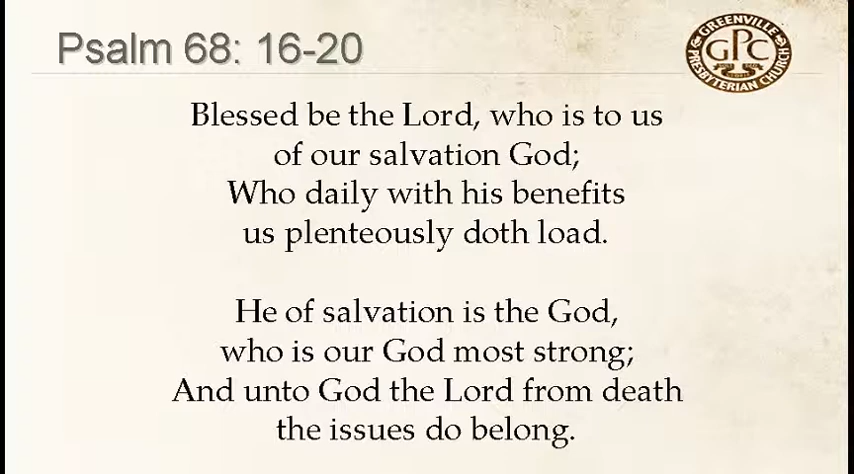 Psalm 68: 16-20
GREENVILLE
GPC
PRESBYTERIAN CHURCH
Blessed be the Lord, who is to us
of our salvation God;
Who daily with his benefits
us plenteously doth load.
He of salvation is the God,
who is our God most strong;
And unto God the Lord from death
the issues do belong.